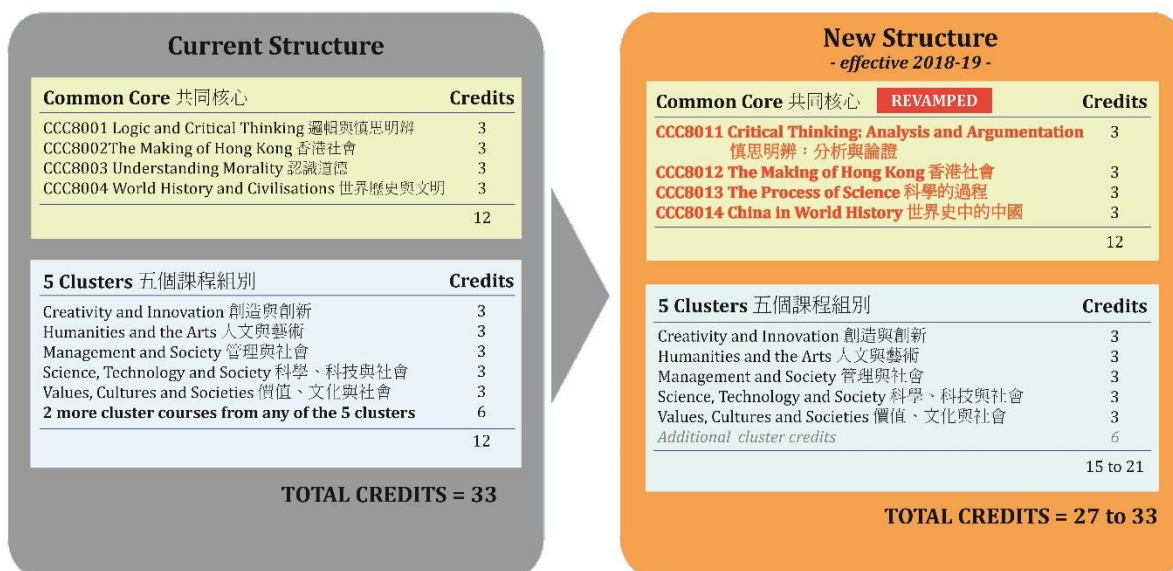 Current Structure
Common Core 共同核心 Credits
CCC8001 Logic and Critical Thinking 邏輯與慎思明辨 3
CCC8002The Making of Hong Kong 香港社會 3
CCC8003 Understanding Morality 認識道德 3
CCC8004 World History and Civilisations 世界歷史與文明 3
12
5 Clusters 五個課程組別 Credits
Creativity and Innovation 創造與創新 3
Humanities and the Arts 人文與藝術 3
Management and Society 管理與社會 3
Science, Technology and Society 科學、科技與社會 3
Values, Cultures and Societies 價值、文化與社會 3
2 more cluster courses from any of the 5 clusters 6
12
TOTAL CREDITS = 33
New Structure
- effective 2018-19 -
Common Core 共同核心 REVAMPED Credits
CCC8011 Critical Thinking: Analysis and Argumentation 3
慎思明辨：分析與論證
CCC8012 The Making of Hong Kong 香港社會 3
CCC8013 The Process of Science 科學的過程 3
CCC8014 China in World History 世界史中的中國 3
12
5 Clusters 五個課程組別 Credits
Creativity and Innovation 創造與創新 3
Humanities and the Arts 人文與藝術 3
Management and Society 管理與社會 3
Science, Technology and Society 科學、科技與社會 3
Values, Cultures and Societies 價值、文化與社會 3
Additional cluster credits 6
15 to 21
TOTAL CREDITS = 27 to 33